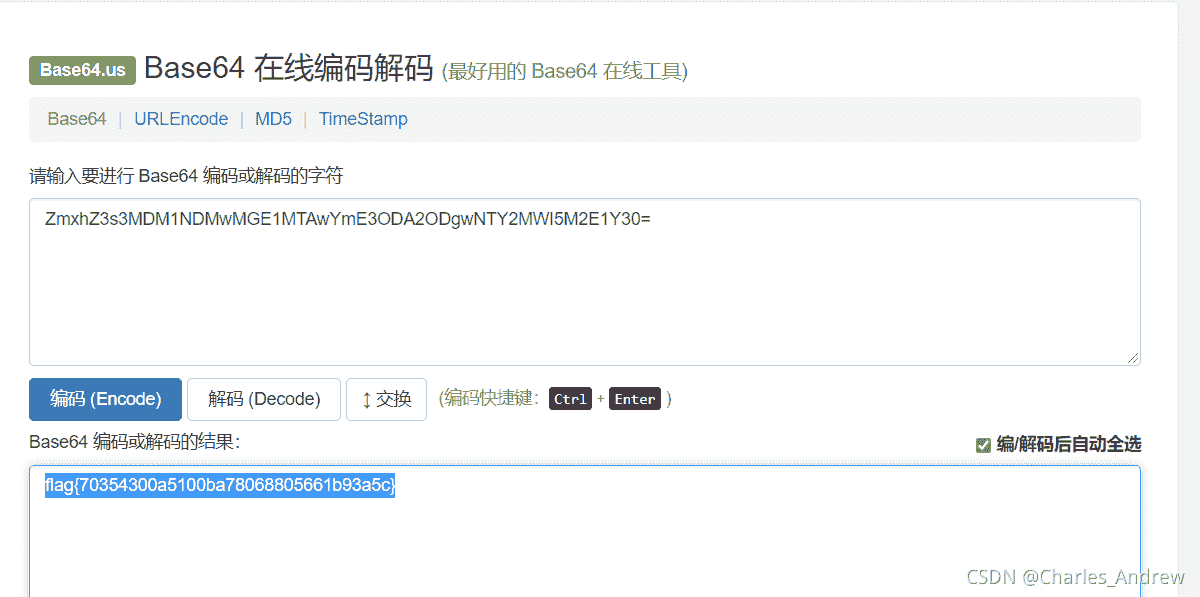 Base64.us Base64 在线编码解码 (最好用的 Base64 在线工具)
Base64 | URLEncode | MD5 | TimeStamp
请输入要进行 Base64 编码或解码的字符
ZmxhZ3s3MDM1NDMwMGE1MTAwYmE3ODA2ODgwNTY2MWI5M2E1Y30=
编码 (Encode) 解码 (Decode) ↕ 交换 (编码快捷键： Ctrl + Enter )
Base64 编码或解码的结果： 编/解码后自动全选
flag{70354300a5100ba78068805661b93a5c}
CSDN @Charles_Andrew